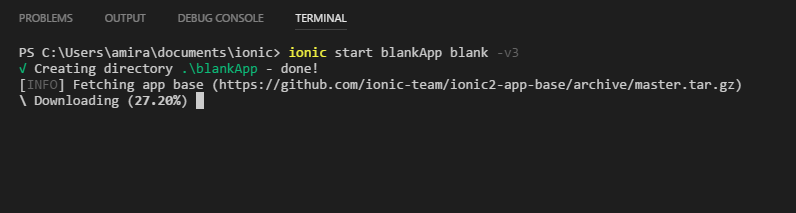 PROBLEMS OUTPUT DEBUG CONSOLE TERMINAL
PS C:\Users\amira\documents\ionic> ionic start blankApp blank -v3
√ Creating directory .\blankApp - done!
[INFO] Fetching app base (https://github.com/ionic-team/ionic2-app-base/archive/master.tar.gz)
\ Downloading (27.20%)